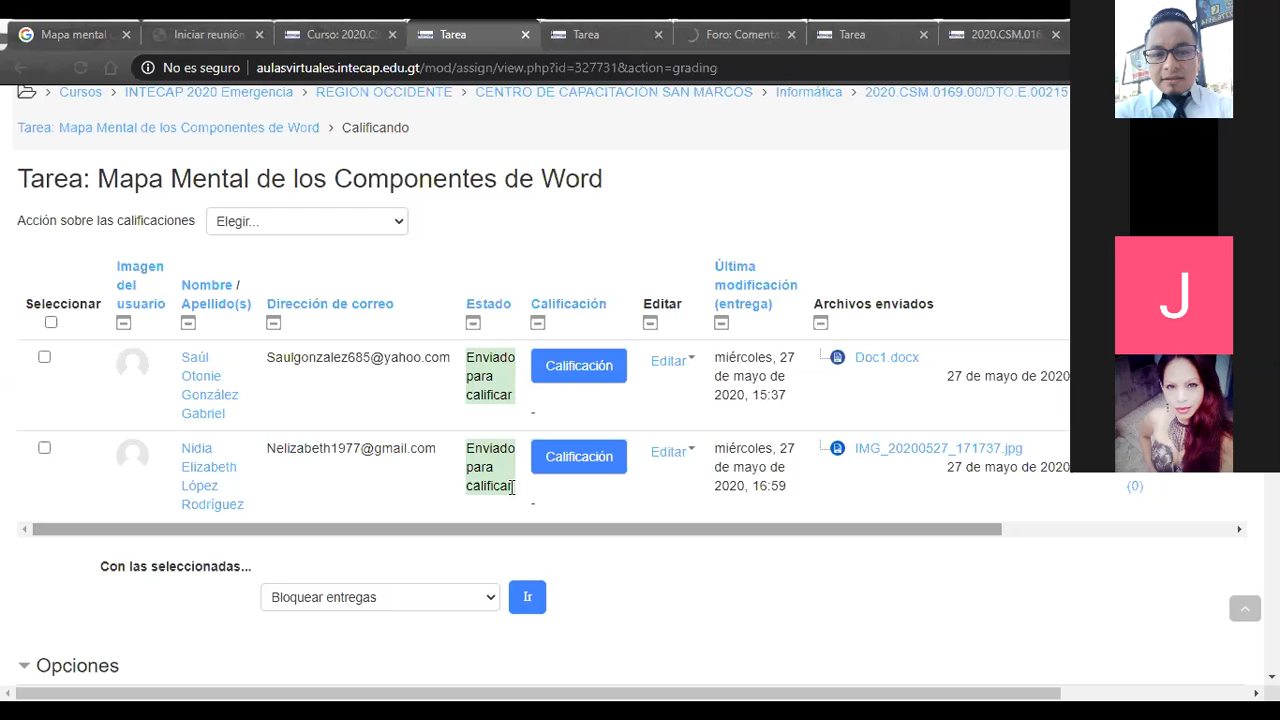 Mapa mental
Iniciar reunión
Curso: 2020.C
Tarea
Tarea
Foro: Coment
Tarea
2020.CSM.016
No es seguro
aulasvirtuales.intecap.edu.gt/mod/assign/view.php?id=327731&action=grading
Cursos > INTECAP 2020 Emergencia > REGION OCCIDENTE > CENTRO DE CAPACITACION SAN MARCOS > Informática > 2020.CSM.0169.00/DTO.E.00215
Tarea: Mapa Mental de los Componentes de Word > Calificando
Tarea: Mapa Mental de los Componentes de Word
Acción sobre las calificaciones
Elegir...
Seleccionar
Imagen
del
usuario
Nombre /
Apellido(s)
Dirección de correo
Estado
Calificación
Editar
Última
modificación
(entrega)
Archivos enviados
Saúl
Otonie
González
Gabriel
Saulgonzalez685@yahoo.com
Enviado
para
calificar
Calificación
-
Editar
miércoles, 27
de mayo de
2020, 15:37
Doc1.docx
27 de mayo de 2020
Nidia
Elizabeth
López
Rodríguez
Nelizabeth1977@gmail.com
Enviado
para
calificar
Calificación
-
Editar
miércoles, 27
de mayo de
2020, 16:59
IMG_20200527_171737.jpg
27 de mayo de 2020
(0)
J
Con las seleccionadas...
Bloquear entregas
Ir
Opciones